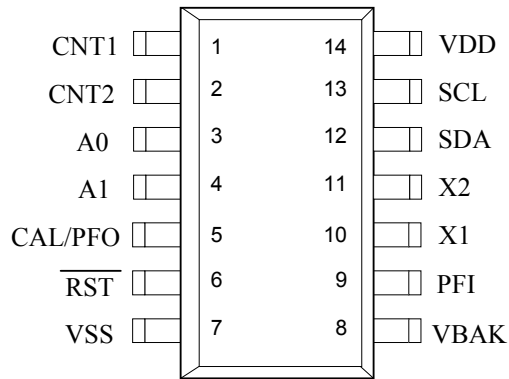 CNT1 1 14 VDD
CNT2 2 13 SCL
A0 3 12 SDA
A1 4 11 X2
CAL/PFO 5 10 X1
RST 6 9 PFI
VSS 7 8 VBAK